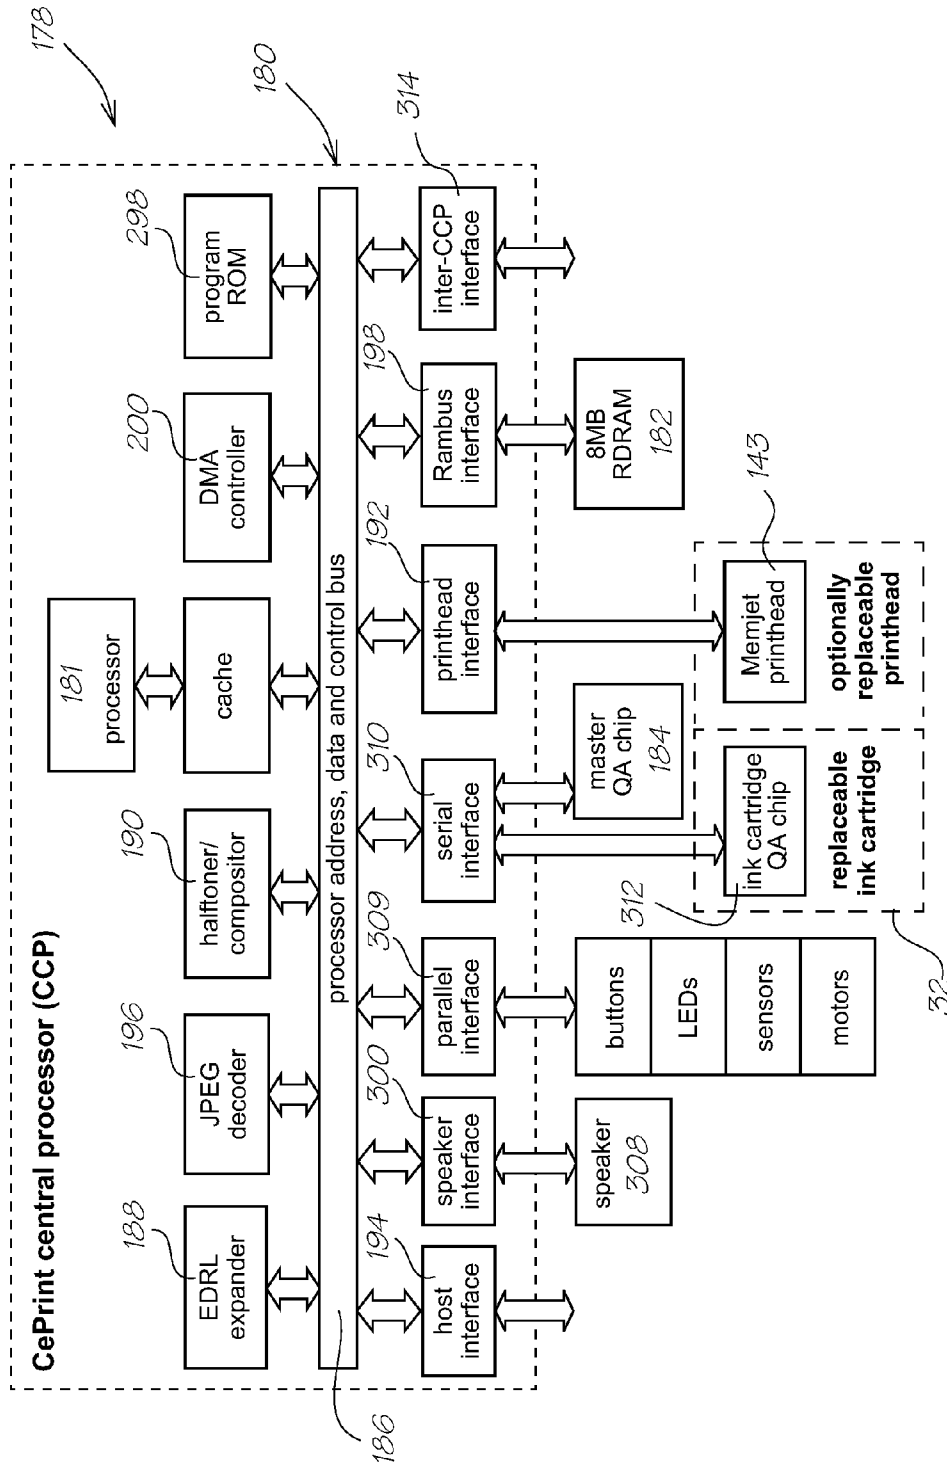 178
CePrint central processor (CCP)
180
181
processor
188
EDRL
expander
196
JPEG
decoder
190
halftoner/
compositor
cache
200
DMA
controller
298
program
ROM
processor address, data and control bus
186
194
host
interface
300
speaker
interface
309
parallel
interface
310
serial
interface
192
printhead
interface
198
Rambus
interface
314
inter-CCP
interface
speaker
308
buttons
LEDs
sensors
motors
master
QA chip
184
8MB
RDRAM
182
312
ink cartridge
QA chip
replaceable
ink cartridge
32
Memjet
printhead
143
optionally
replaceable
printhead